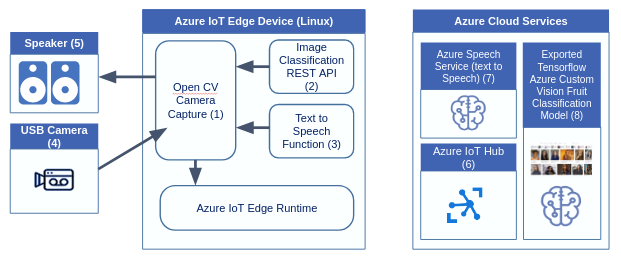 Speaker (5)
USB Camera
(4)
Azure IoT Edge Device (Linux)
Open CV
Camera
Capture (1)
Image
Classification
REST API
(2)
Text to
Speech
Function (3)
Azure IoT Edge Runtime
Azure Cloud Services
Azure Speech
Service (text to
Speech) (7)
Azure IoT Hub
(6)
Exported
Tensorflow
Azure Custom
Vision Fruit
Classification
Model (8)